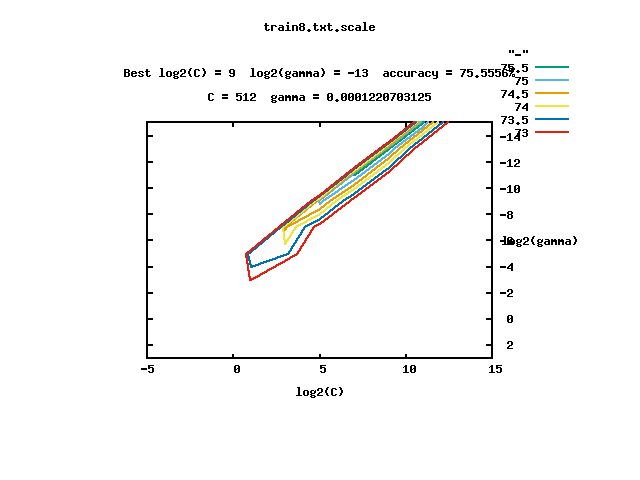 train8.txt.scale
"-"
Best log2(C) = 9  log2(gamma) = -13  accuracy = 75.5556%
75.5
75
74.5
74
73.5
73
C = 512  gamma = 0.0001220703125
-14
-12
-10
-8
-6
log2(gamma)
-4
-2
0
2
-5 0 5 10 15
log2(C)